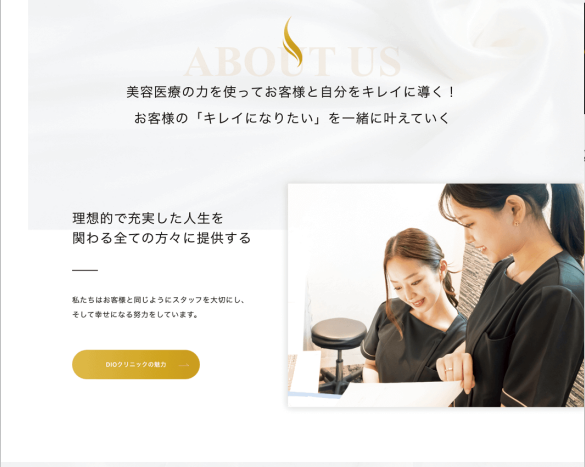 ABOUT US
美容医療の力を使ってお客様と自分をキレイに導く！
お客様の「キレイになりたい」を一緒に叶えていく
理想的で充実した人生を
関わる全ての方々に提供する
私たちはお客様と同じようにスタッフを大切にし、
そして幸せになる努力をしています。
DIOクリニックの魅力